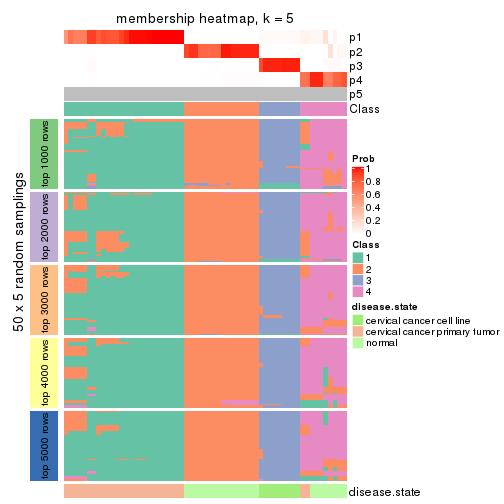 membership heatmap, k = 5
p1
p2
p3
p4
p5
Class
50 x 5 random samplings
top 1000 rows
top 2000 rows
top 3000 rows
top 4000 rows
top 5000 rows
Prob
1
0.8
0.6
0.4
0.2
0
Class
1
2
3
4
disease.state
cervical cancer cell line
cervical cancer primary tumor
normal
disease.state